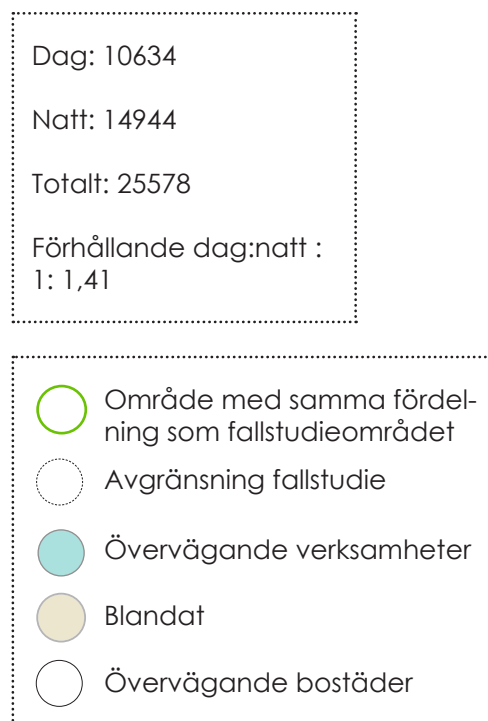 Dag: 10634
Natt: 14944
Totalt: 25578
Förhållande dag:natt :
1: 1,41
Område med samma fördel-
ning som fallstudieområdet
Avgränsning fallstudie
Övervägande verksamheter
Blandat
Övervägande bostäder